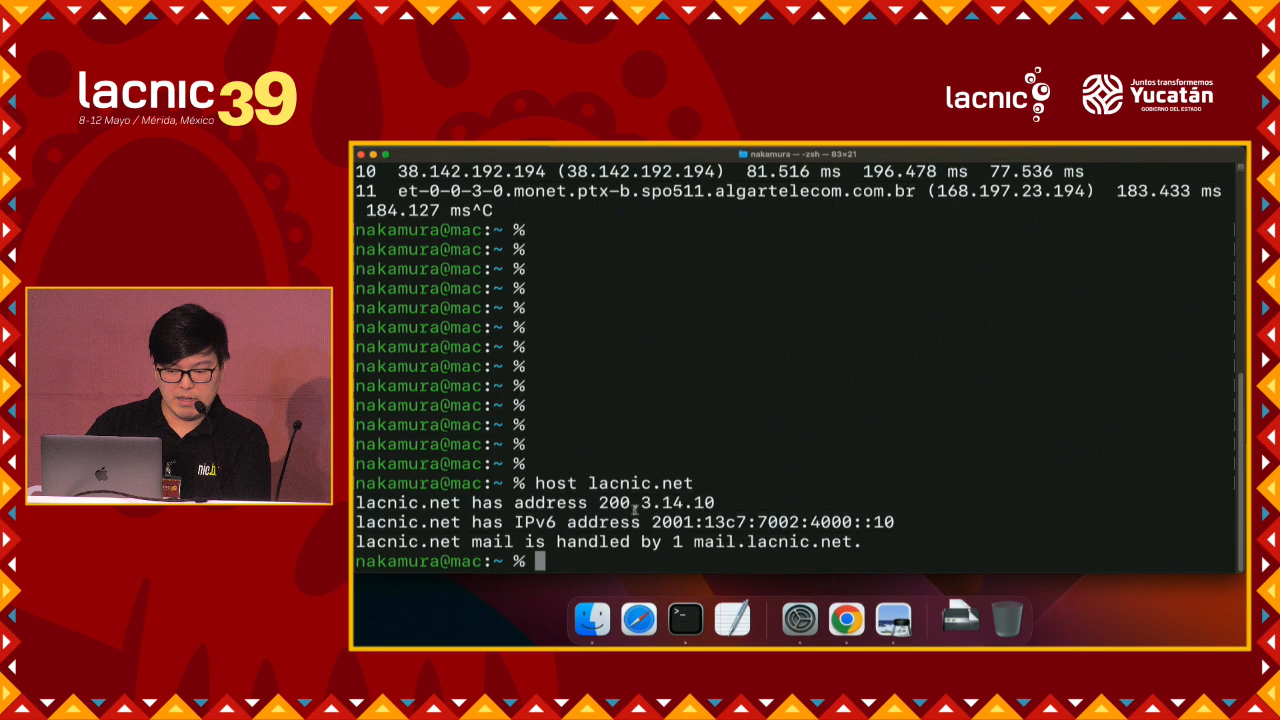 lacnic 39
8-12 Mayo / Mérida, México
lacnic
Juntos transformemos
Yucatán
GOBIERNO DEL ESTADO
nakamura — -zsh — 83×21
10  38.142.192.194 (38.142.192.194)  81.516 ms  196.478 ms  77.536 ms
11  et-0-0-3-0.monet.ptx-b.spo511.algartelecom.com.br (168.197.23.194)  183.433 ms
184.127 ms^C
nakamura@mac:~ %
nakamura@mac:~ %
nakamura@mac:~ %
nakamura@mac:~ %
nakamura@mac:~ %
nakamura@mac:~ %
nakamura@mac:~ %
nakamura@mac:~ %
nakamura@mac:~ %
nakamura@mac:~ %
nakamura@mac:~ %
nakamura@mac:~ %
nakamura@mac:~ %
nakamura@mac:~ % host lacnic.net
lacnic.net has address 200.3.14.10
lacnic.net has IPv6 address 2001:13c7:7002:4000::10
lacnic.net mail is handled by 1 mail.lacnic.net.
nakamura@mac:~ %